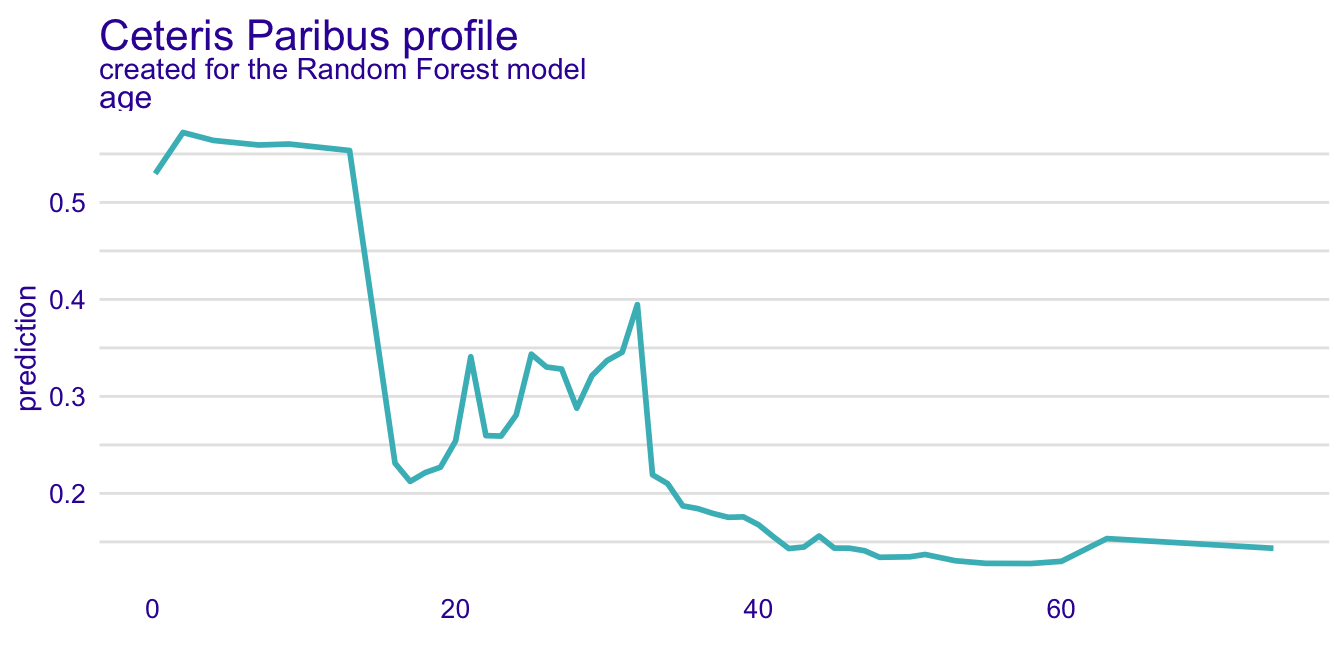 Ceteris Paribus profile
created for the Random Forest model
age
prediction
0.5
0.4
0.3
0.2
0 20 40 60